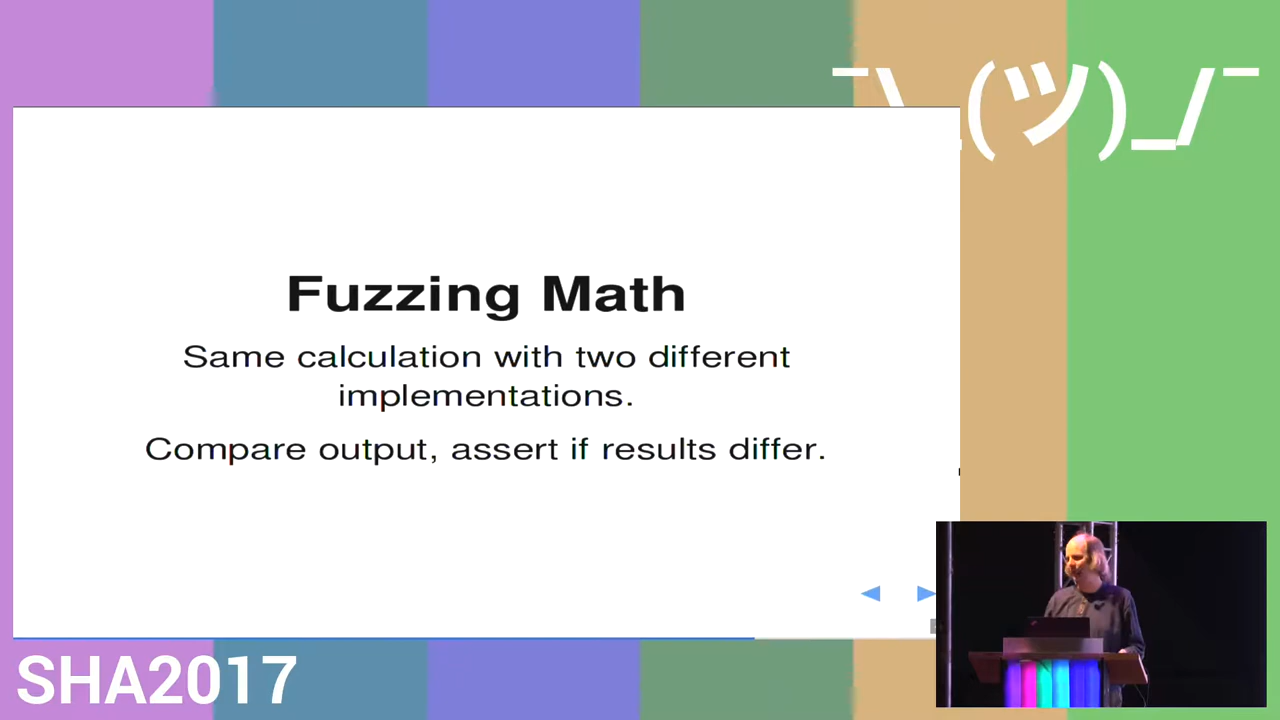 ¯\_(ツ)_/¯
Fuzzing Math
Same calculation with two different
implementations.
Compare output, assert if results differ.
SHA2017